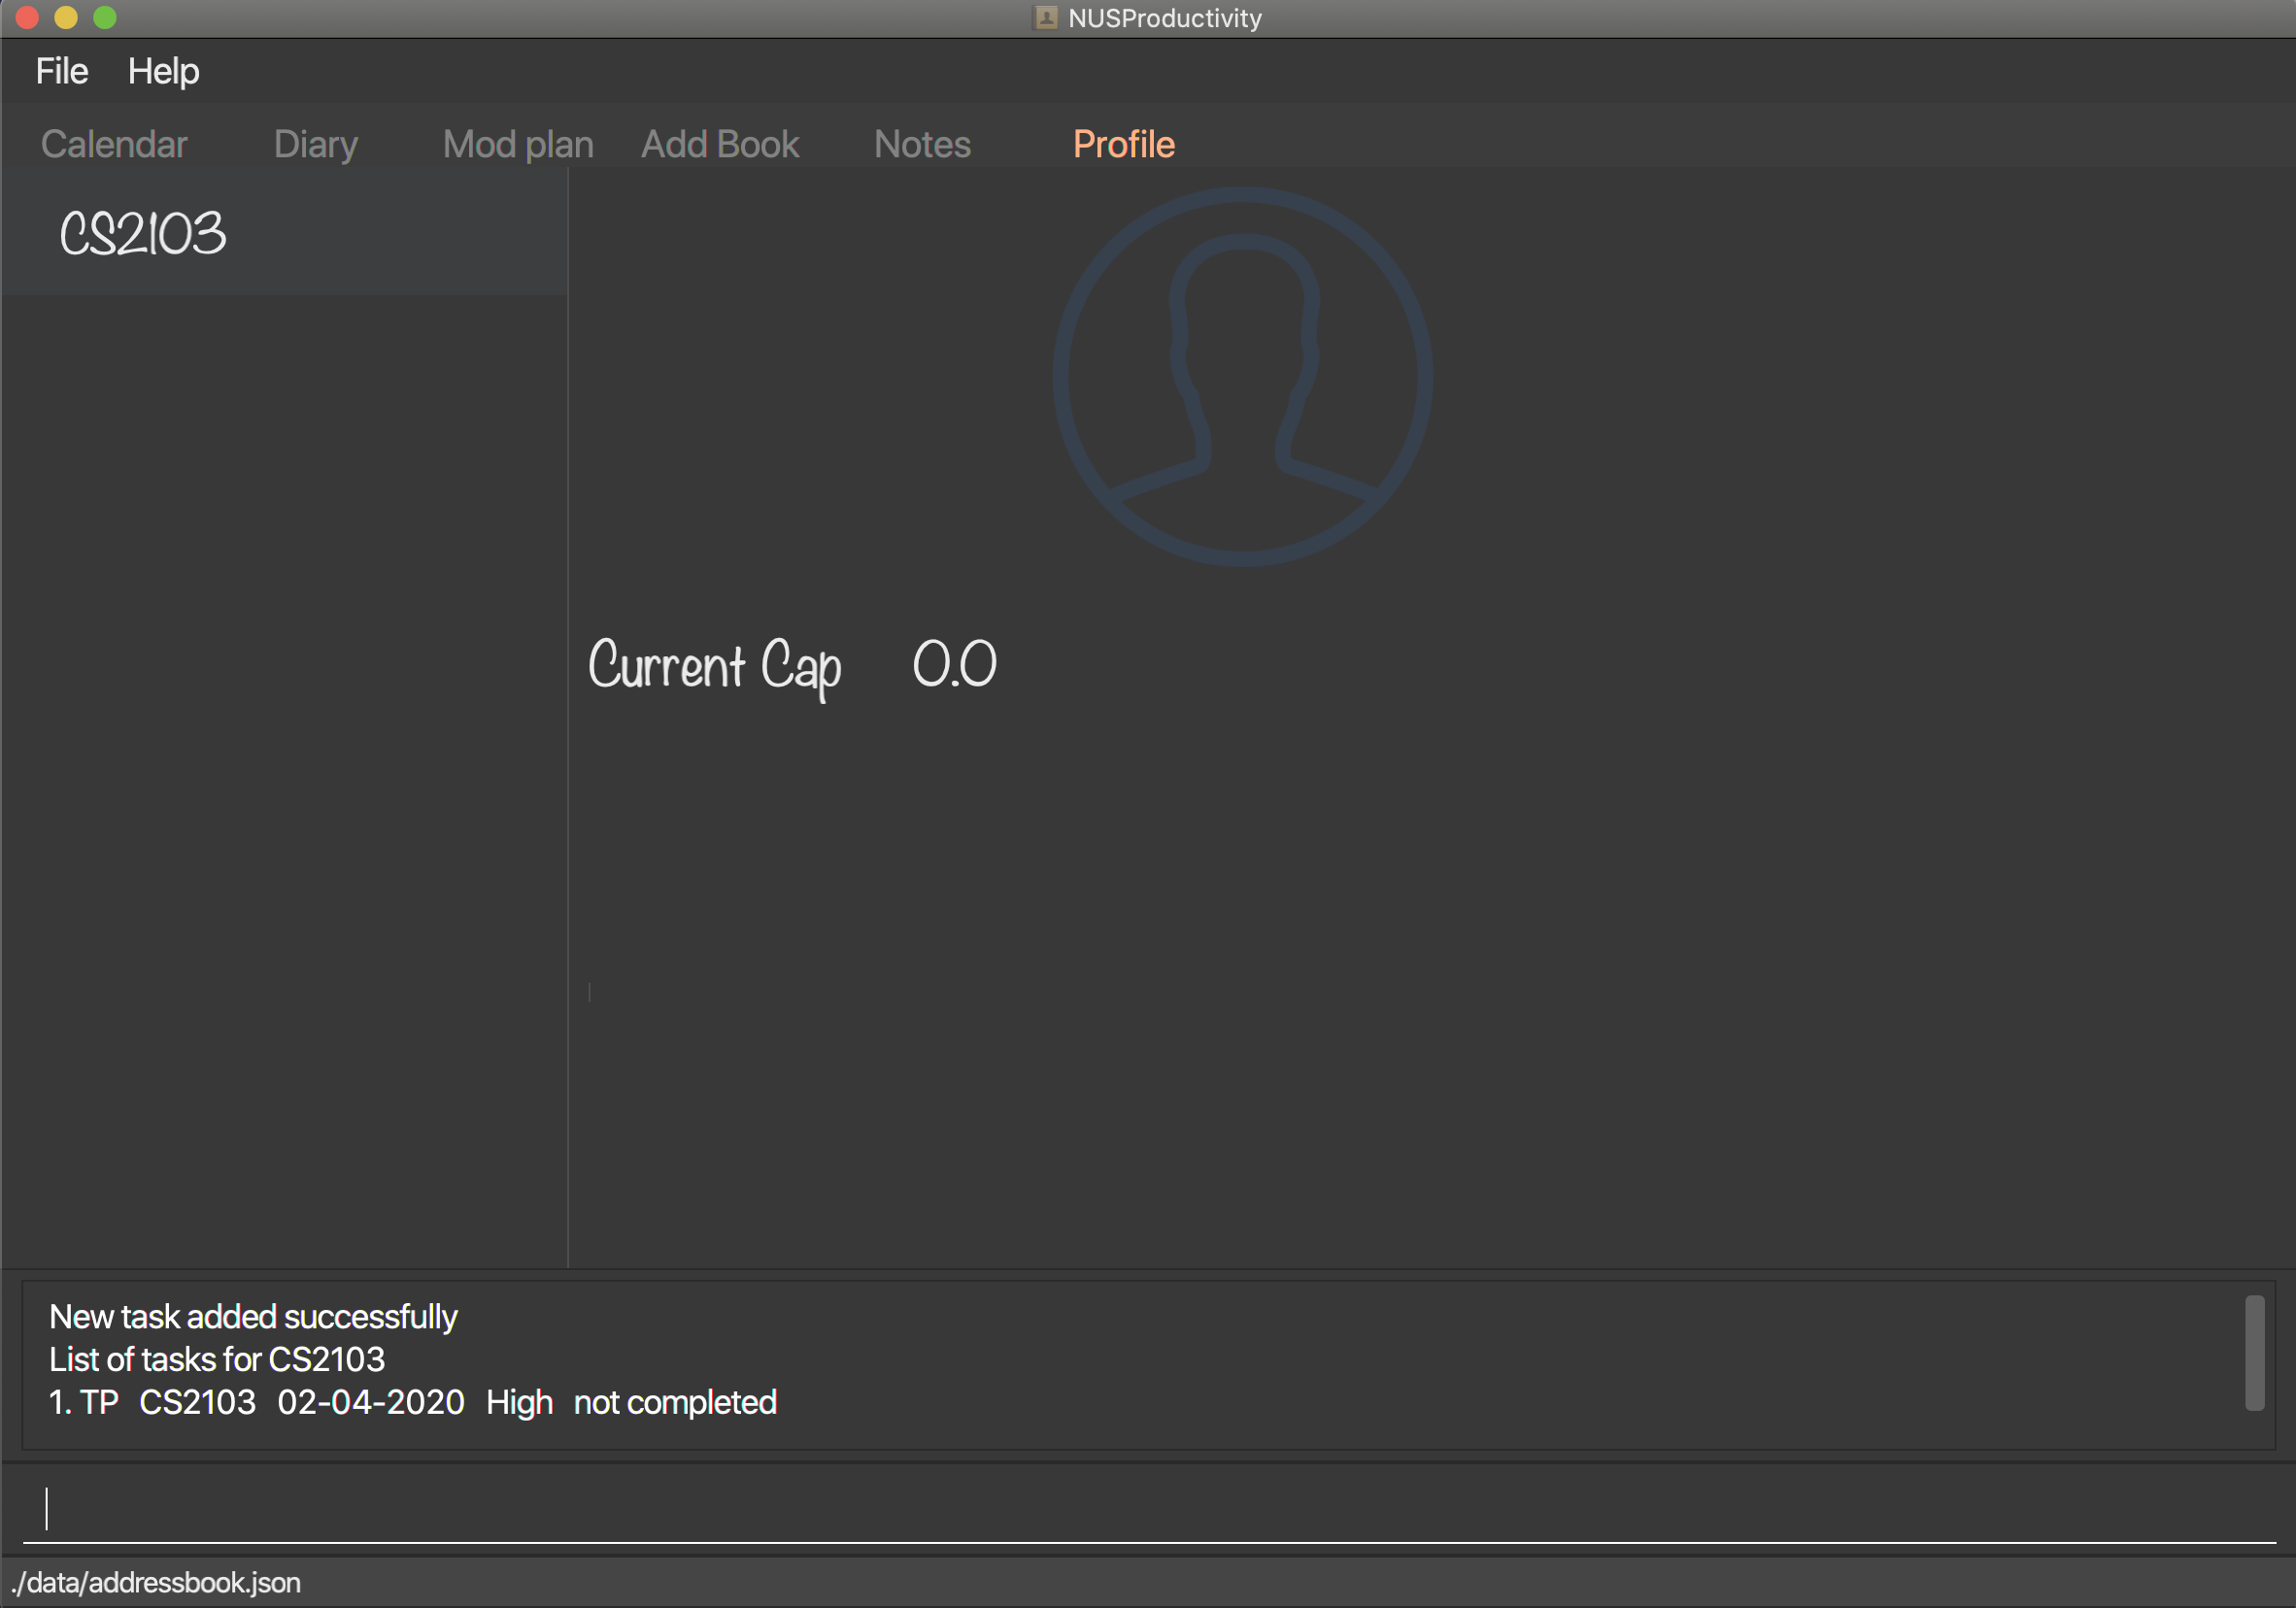 NUSProductivity
File Help
Calendar Diary Mod plan Add Book Notes Profile
CS2103
Current Cap 0.0
New task added successfully
List of tasks for CS2103
1. TP CS2103 02-04-2020 High not completed
./data/addressbook.json